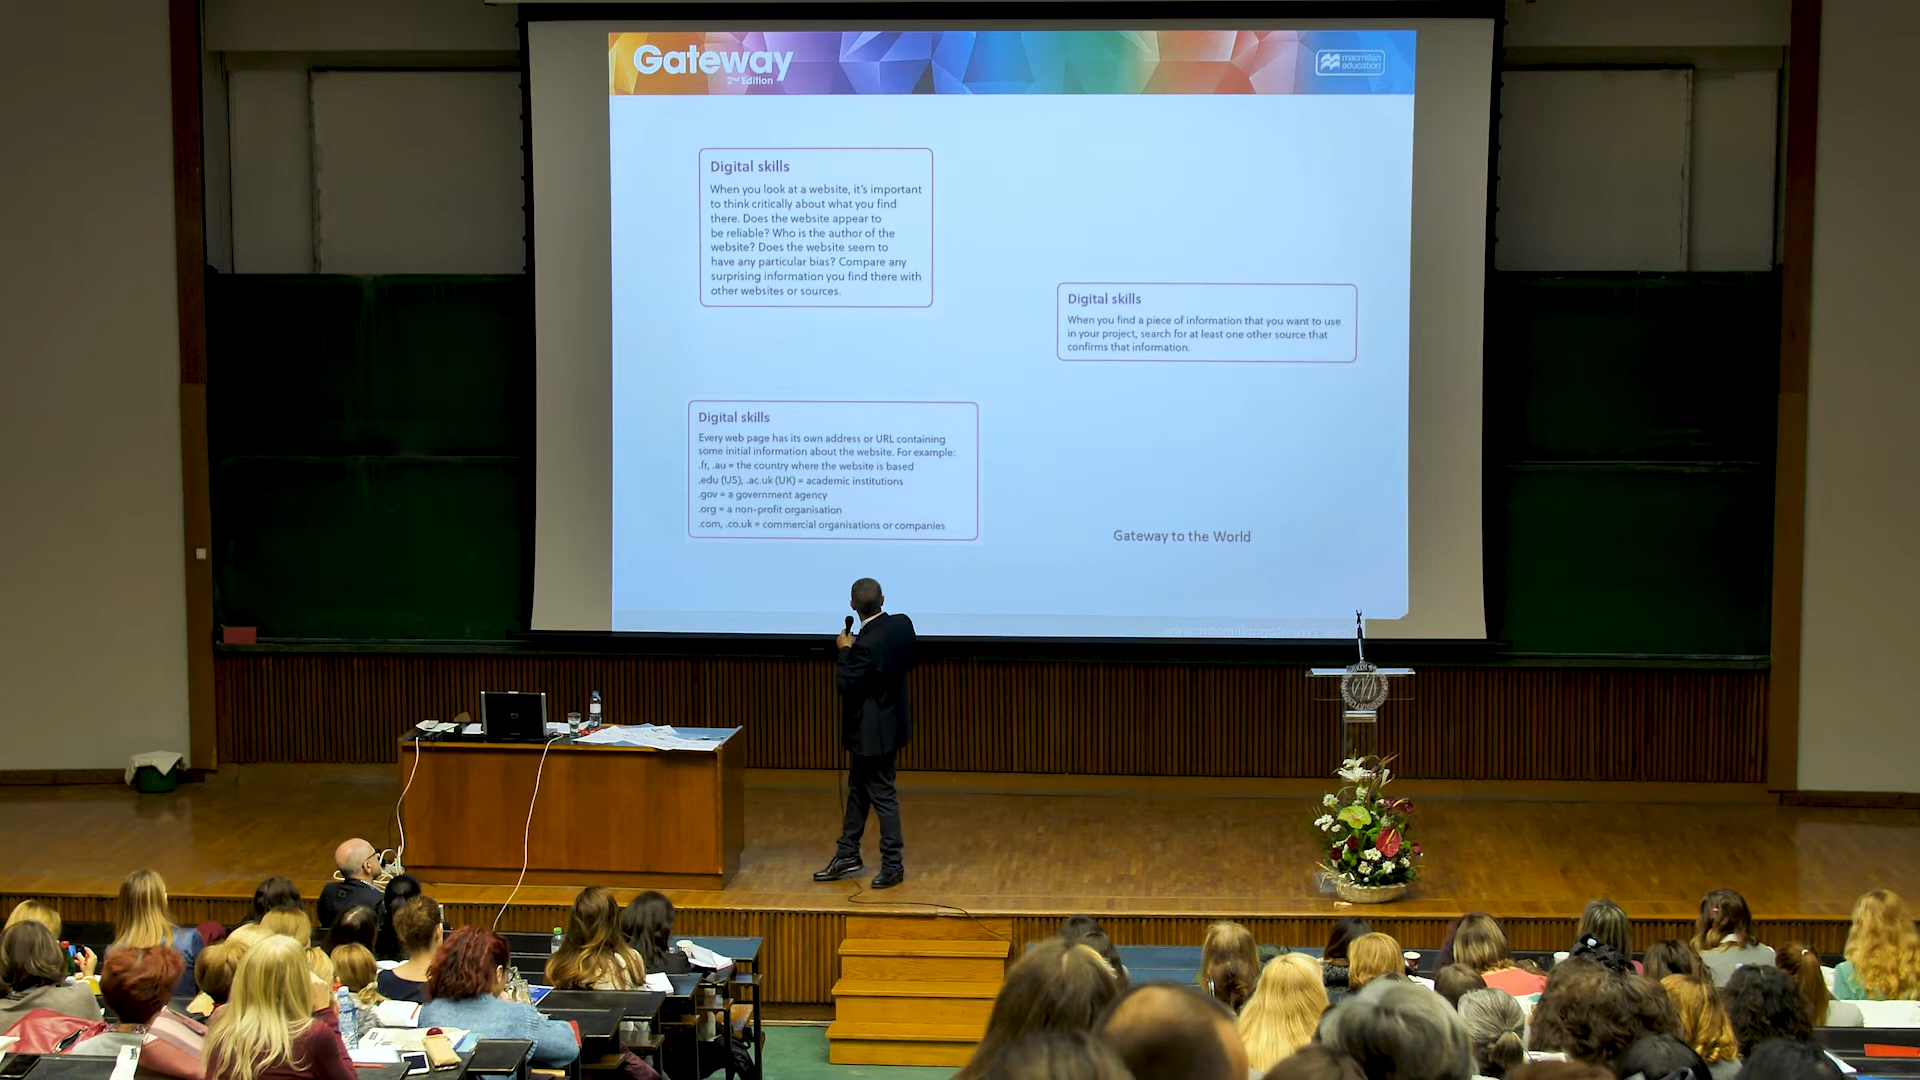 Gateway
2nd Edition
macmillan
education
Digital skills
When you look at a website, it's important
to think critically about what you find
there. Does the website appear to
be reliable? Who is the author of the
website? Does the website seem to
have any particular bias? Compare any
surprising information you find there with
other websites or sources.
Digital skills
When you find a piece of information that you want to use
in your project, search for at least one other source that
confirms that information.
Digital skills
Every web page has its own address or URL containing
some initial information about the website. For example:
.fr, .au = the country where the website is based
.edu (US), .ac.uk (UK) = academic institutions
.gov = a government agency
.org = a non-profit organisation
.com, .co.uk = commercial organisations or companies
Gateway to the World